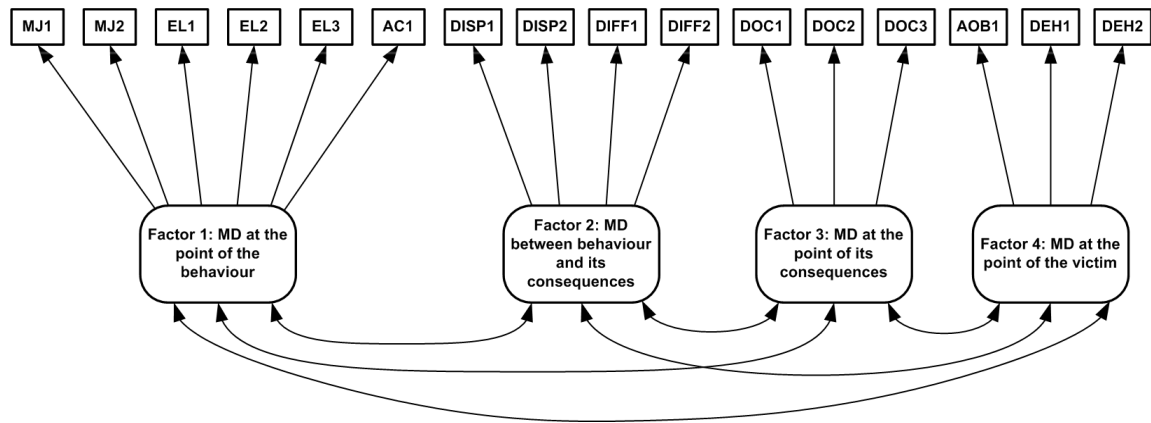 MJ1 MJ2 EL1 EL2 EL3 AC1 DISP1 DISP2 DIFF1 DIFF2 DOC1 DOC2 DOC3 AOB1 DEH1 DEH2
Factor 1: MD at the
point of the
behaviour
Factor 2: MD
between behaviour
and its
consequences
Factor 3: MD at the
point of its
consequences
Factor 4: MD at the
point of the victim